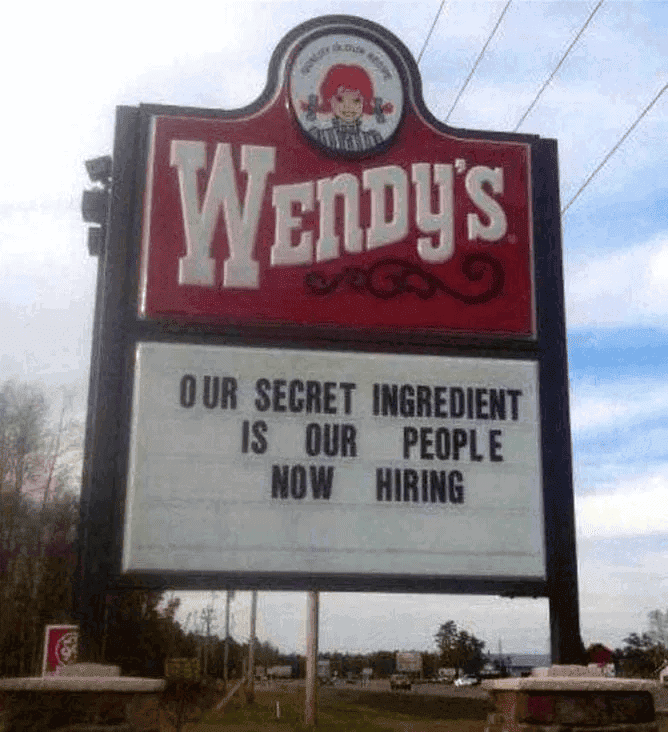 WENDY'S
OUR SECRET INGREDIENT
IS OUR PEOPLE
NOW HIRING